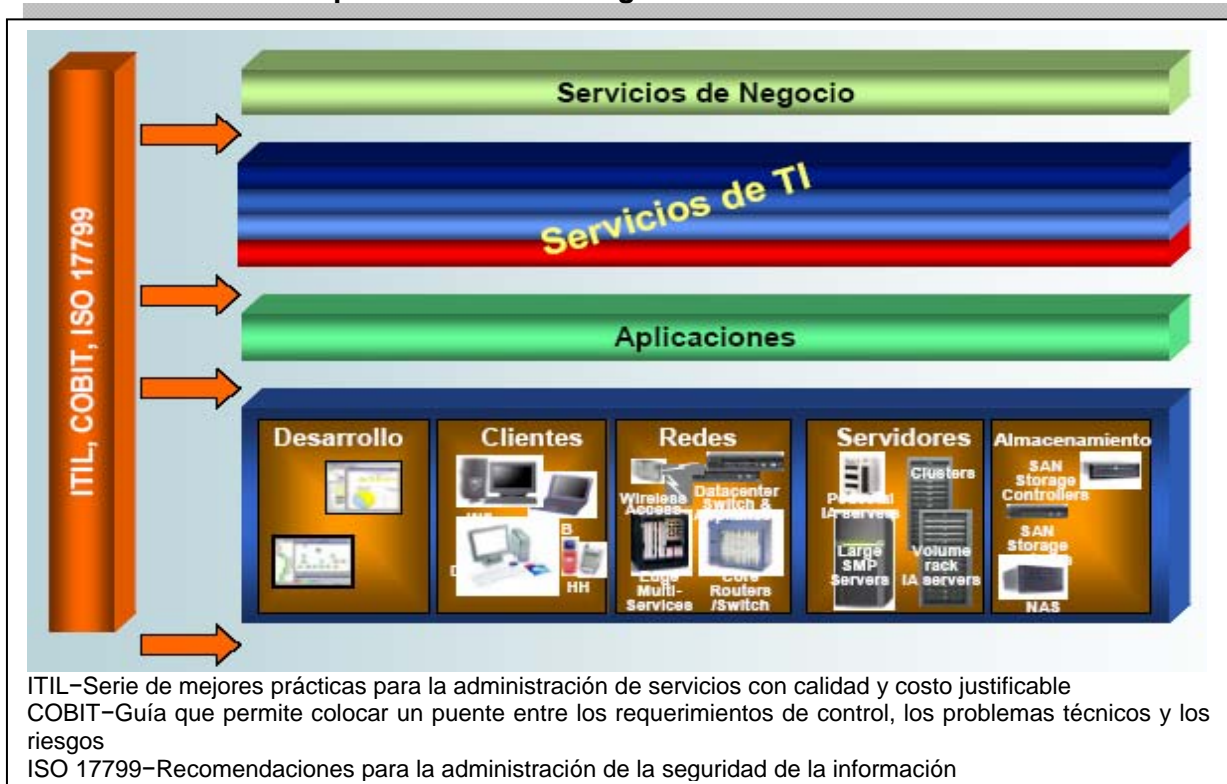 ITIL, COBIT, ISO 17799
Servicios de Negocio
Servicios de TI
Aplicaciones
Desarrollo
Clientes
HH
Redes
Wireless
Access
Datacenter
Switch &
Edge
Multi-
Services
Core
Routers
/Switch
Servidores
IA servers
Clusters
Large
SMP
Servers
Volume
rack
IA servers
Almacenamiento
SAN
Storage
Controllers
SAN
Storage
NAS
ITIL−Serie de mejores prácticas para la administración de servicios con calidad y costo justificable
COBIT−Guía que permite colocar un puente entre los requerimientos de control, los problemas técnicos y los
riesgos
ISO 17799−Recomendaciones para la administración de la seguridad de la información